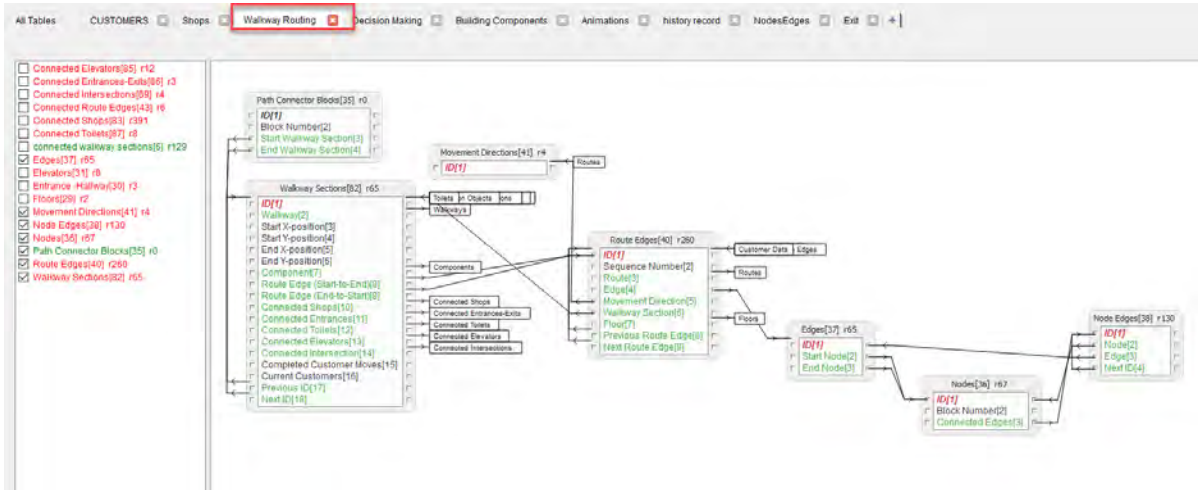 All Tables CUSTOMERS Shops Walkway Routing Decision Making Building Components Animations history record NodesEdges Exit +
Connected Elevators[85] r12
Connected Entrances-Exits[86] r3
Connected Intersections[89] r4
Connected Route Edges[43] r6
Connected Shops[83] r391
Connected Toilets[87] r8
connected walkway sections[5] r129
Edges[37] r65
Elevators[31] r8
Entrance -Hallway[30] r3
Floors[29] r2
Movement Directions[41] r4
Node Edges[38] r130
Nodes[36] r67
Path Connector Blocks[35] r0
Route Edges[40] r260
Walkway Sections[82] r65
Path Connector Blocks[35] r0
ID[1]
Block Number[2]
Start Walkway Section[3]
End Walkway Section[4]
Movement Directions[41] r4
ID[1]
Routes
Walkway Sections[82] r65
ID[1]
Walkway[2]
Start X-position[3]
Start Y-position[4]
End X-position[5]
End Y-position[6]
Component[7]
Route Edge (Start-to-End)[8]
Route Edge (End-to-Start)[9]
Connected Shops[10]
Connected Entrances[11]
Connected Toilets[12]
Connected Elevators[13]
Connected Intersection[14]
Completed Customer Moves[15]
Current Customers[16]
Previous ID[17]
Next ID[18]
Toilets n Objects ons
Walkways
Components
Connected Shops
Connected Entrances-Exits
Connected Toilets
Connected Elevators
Connected Intersections
Route Edges[40] r260
ID[1]
Sequence Number[2]
Route[3]
Edge[4]
Movement Direction[5]
Walkway Section[6]
Floor[7]
Previous Route Edge[8]
Next Route Edge[9]
Customer Data Edges
Routes
Floors
Edges[37] r65
ID[1]
Start Node[2]
End Node[3]
Nodes[36] r67
ID[1]
Block Number[2]
Connected Edges[3]
Node Edges[38] r130
ID[1]
Node[2]
Edge[3]
Next ID[4]